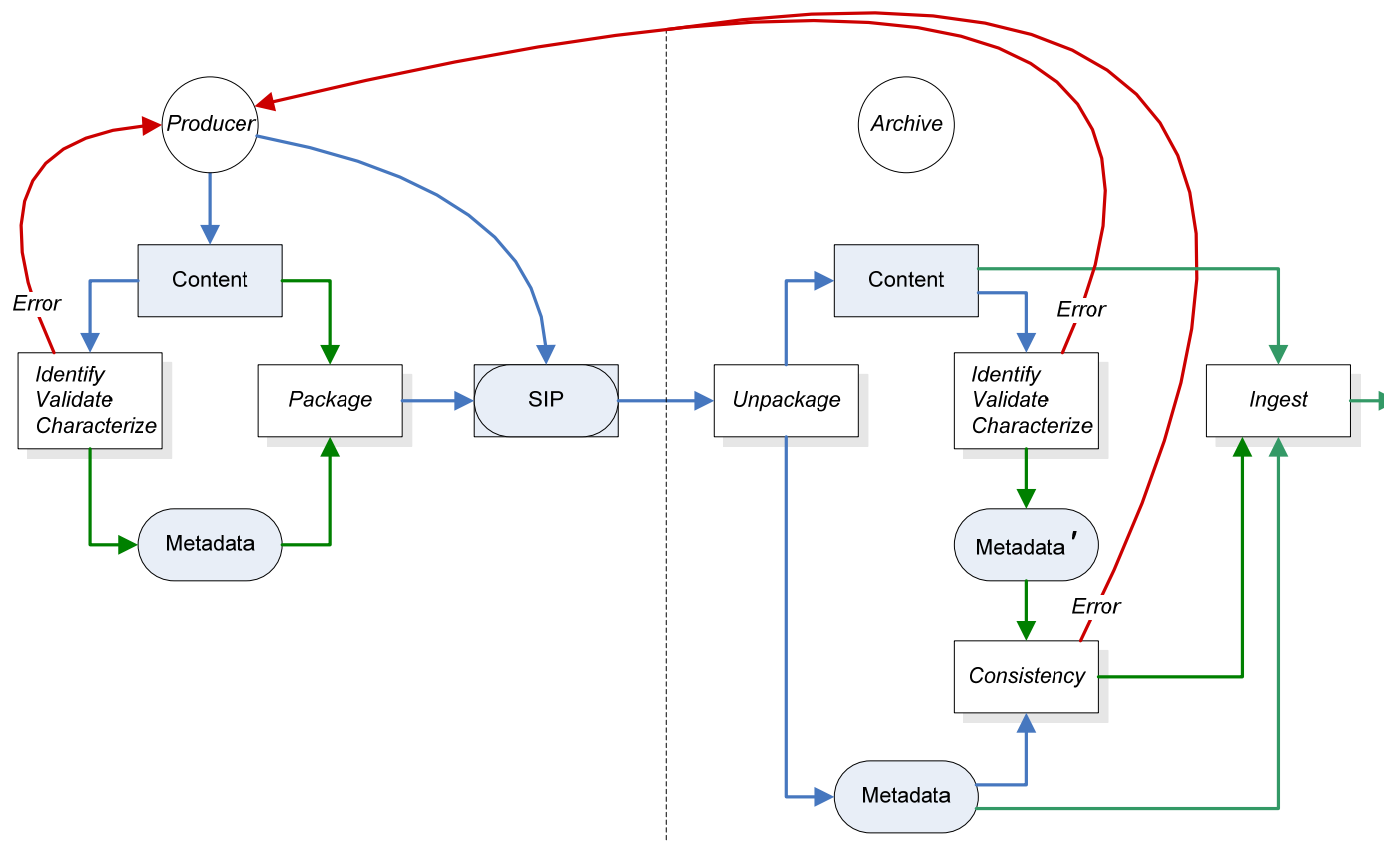 Producer
Archive
Content
Content
Error
Error
Identify
Validate
Characterize
Package
SIP
Unpackage
Identify
Validate
Characterize
Ingest
Metadata
Metadata′
Error
Consistency
Metadata